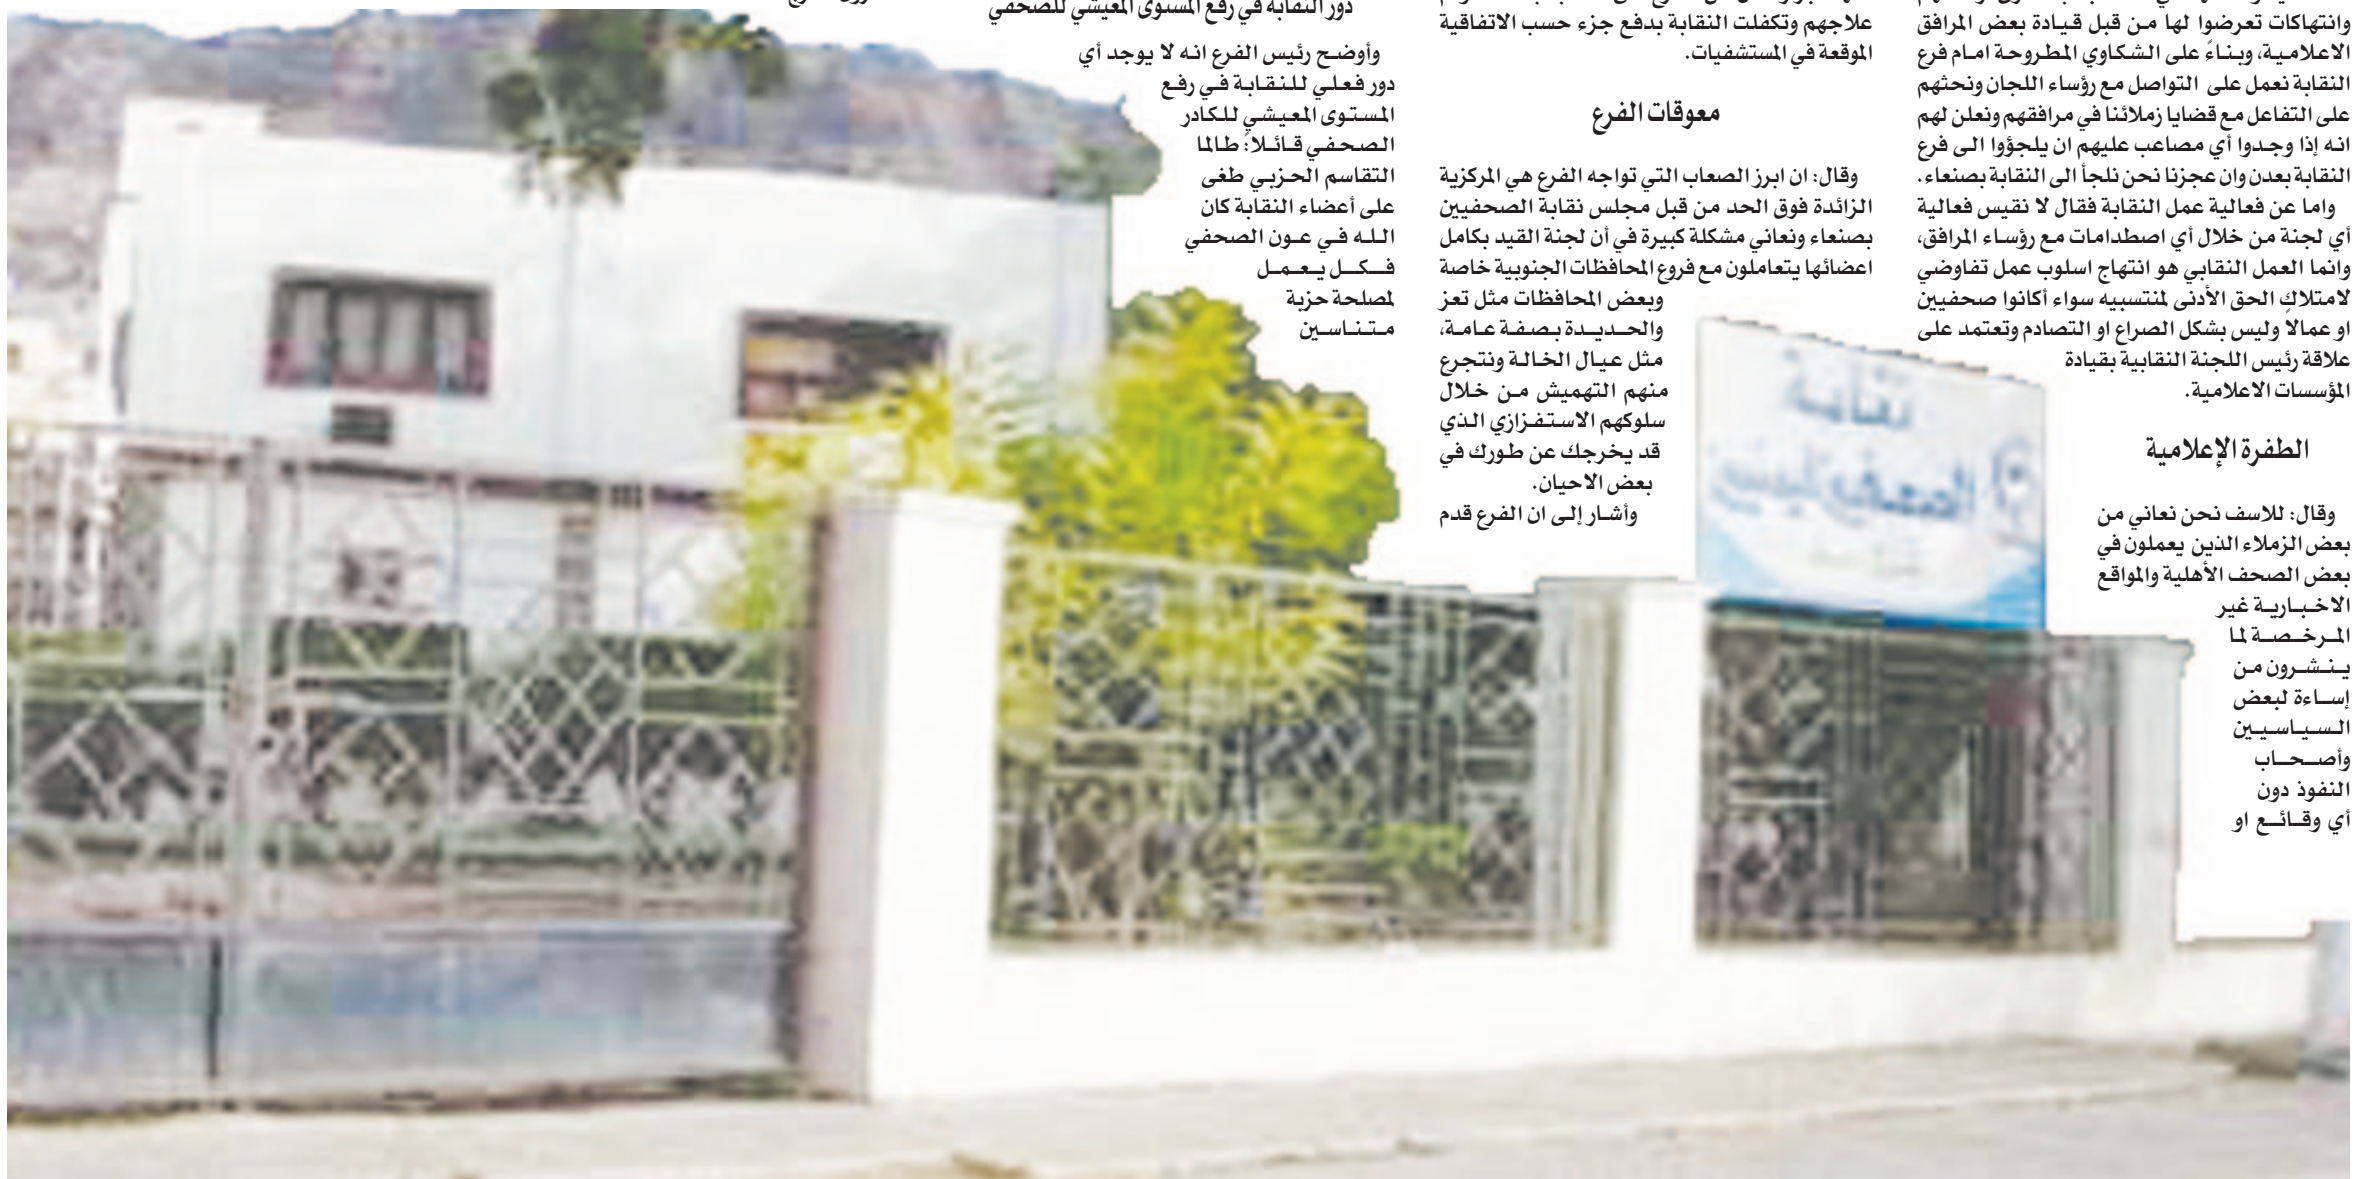 وانتهاكات تعرضوا لها من قبل قيادة بعض المرافق
الاعلامية، وبناءً على الشكاوي المطروحة امام فرع
النقابة نعمل على التواصل مع رؤساء اللجان ونحثهم
على التفاعل مع قضايا زملائنا في مرافقهم ونعلن لهم
انه إذا وجدوا أي مصاعب عليهم ان يلجؤوا الى فرع
النقابة بعدن وان عجزنا نحن نلجأ الى النقابة بصنعاء.
واما عن فعالية عمل النقابة فقال لا نقيس فعالية
أي لجنة من خلال أي اصطدامات مع رؤساء المرافق،
وانما العمل النقابي هو انتهاج اسلوب عمل تفاوضي
لامتلاك الحق الأدنى لمنتسبيه سواء أكانوا صحفيين
او عمالاً وليس بشكل الصراع او التصادم وتعتمد على
علاقة رئيس اللجنة النقابية بقيادة
المؤسسات الاعلامية.
الطفرة الإعلامية
وقال: للاسف نحن نعاني من
بعض الزملاء الذين يعملون في
بعض الصحف الأهلية والمواقع
الاخبارية غير
المرخصة لما
ينشرون من
إساءة لبعض
السياسيين
وأصحاب
النفوذ دون
أي وقائع او
علاجهم وتكفلت النقابة بدفع جزء حسب الاتفاقية
الموقعة في المستشفيات.
معوقات الفرع
وقال: ان ابرز الصعاب التي تواجه الفرع هي المركزية
الزائدة فوق الحد من قبل مجلس نقابة الصحفيين
بصنعاء ونعاني مشكلة كبيرة في أن لجنة القيد بكامل
اعضائها يتعاملون مع فروع المحافظات الجنوبية خاصة
وبعض المحافظات مثل تعز
والحديدة بصفة عامة،
مثل عيال الخالة ونتجرع
منهم التهميش من خلال
سلوكهم الاستفزازي الذي
قد يخرجك عن طورك في
بعض الاحيان.
وأشار إلى ان الفرع قدم
دور النقابة في رفع المستوى المعيشي للصحفي
وأوضح رئيس الفرع انه لا يوجد أي
دور فعلي للنقابة في رفع
المستوى المعيشي للكادر
الصحفي قائلاً: طالما
التقاسم الحزبي طغى
على أعضاء النقابة كان
الله في عون الصحفي
فكل يعمل
لمصلحة حزبة
متناسين
نقابة
الصحفيين